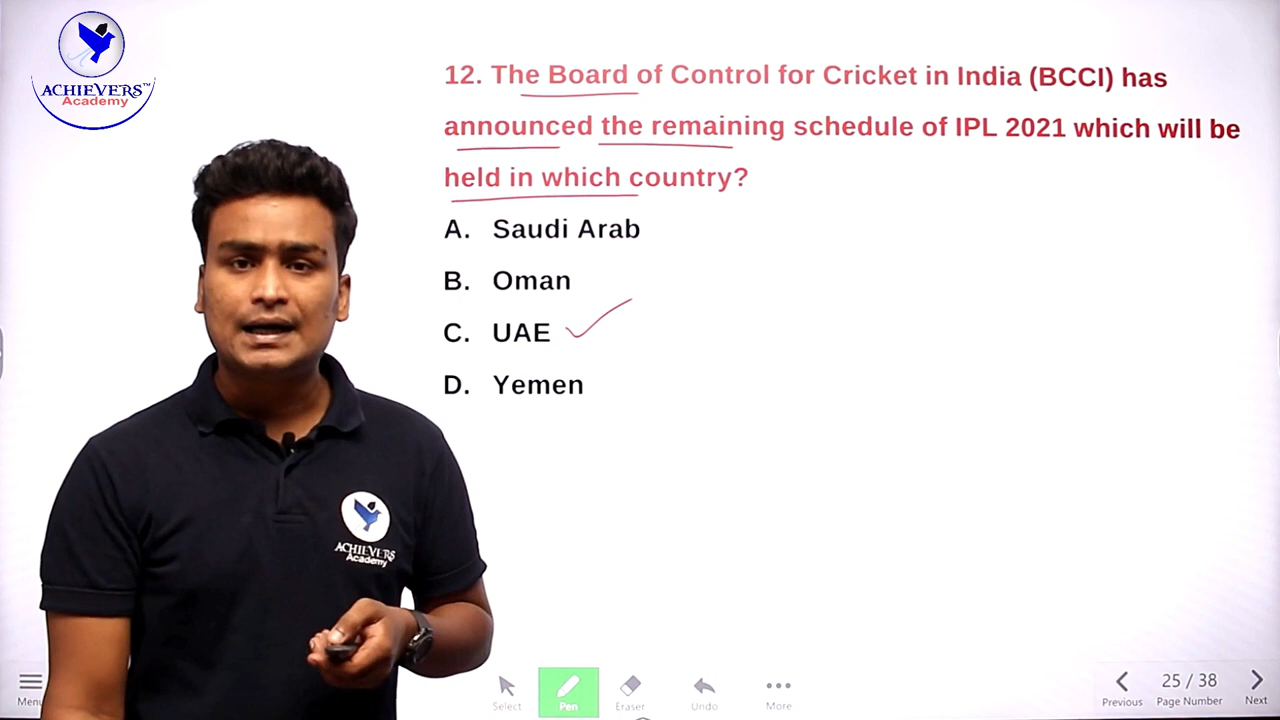 ACHIEVERS™
Academy
12. The Board of Control for Cricket in India (BCCI) has
announced the remaining schedule of IPL 2021 which will be
held in which country?
A. Saudi Arab
B. Oman
C. UAE
D. Yemen
ACHIEVERS
Academy
Menu
Select
Pen
Eraser
Undo
More
Previous
25 / 38
Page Number
Next